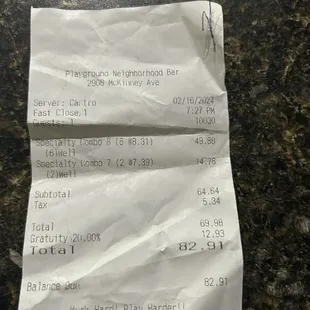 Playground Neighborhood Bar
2908 McKinney Ave
Server: Castro
02/16/2024
Fast Close,1
7:27 PM
Guests: 1
10030
Specialty Combo 8 (6 @8.31) 49.86
(6)Well
Specialty Combo 7 (2 @7.39) 14.78
(2)Well
Subtotal 64.64
Tax 5.34
Total 69.98
Gratuity 20.00% 12.93
Total 82.91
Balance Due 82.91
Work Hard! Play Harder!!